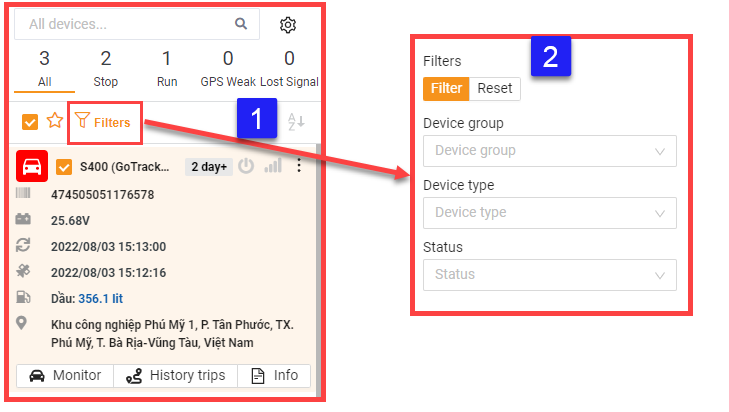 All devices...
3 2 1 0 0
All Stop Run GPS Weak Lost Signal
Filters
1
A
Z
S400 (GoTrack... 2 day+
474505051176578
25.68V
2022/08/03 15:13:00
2022/08/03 15:12:16
Dầu: 356.1 lit
Khu công nghiệp Phú Mỹ 1, P. Tân Phước, TX.
Phú Mỹ, T. Bà Rịa-Vũng Tàu, Việt Nam
Monitor History trips Info
2
Filters
Filter Reset
Device group
Device group
Device type
Device type
Status
Status